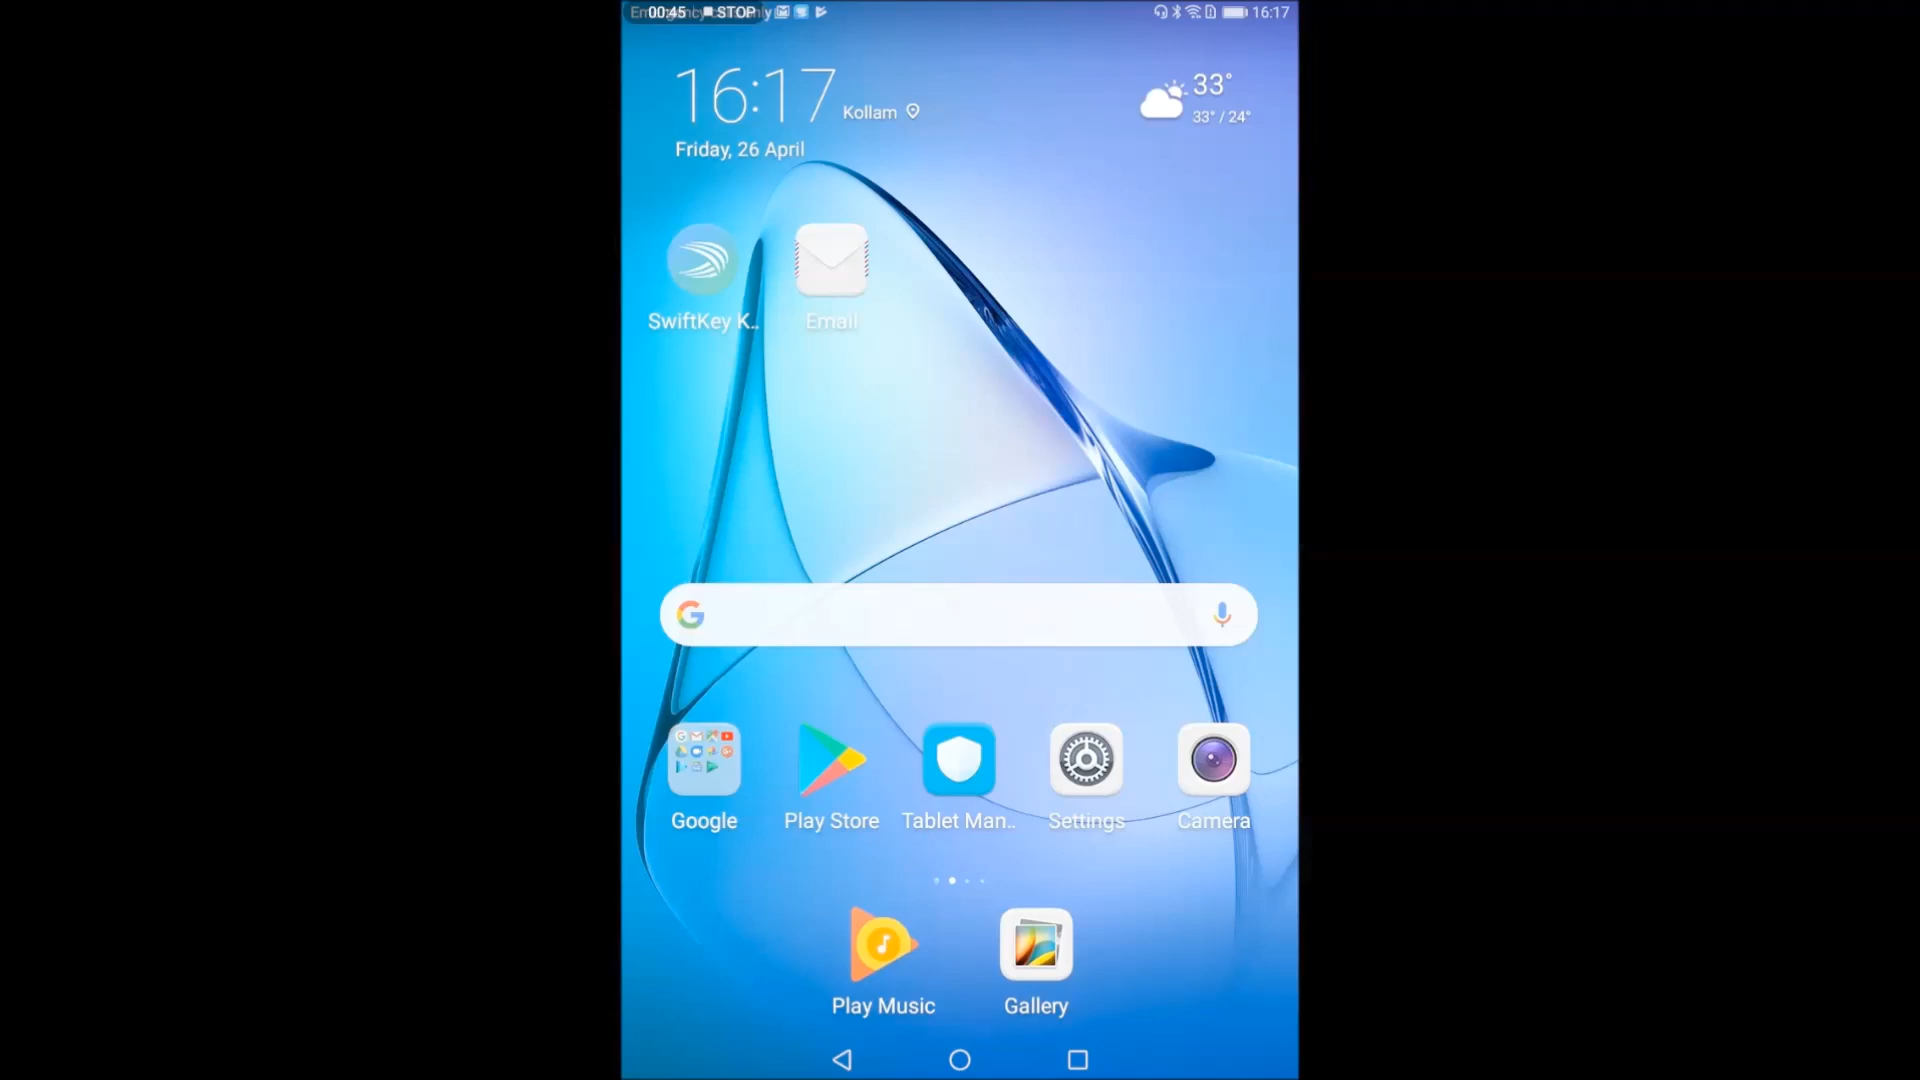 00:45 STOP
16:17
16:17
Kollam
33°
33° / 24°
Friday, 26 April
SwiftKey K..
Email
Google
Play Store
Tablet Man..
Settings
Camera
Play Music
Gallery